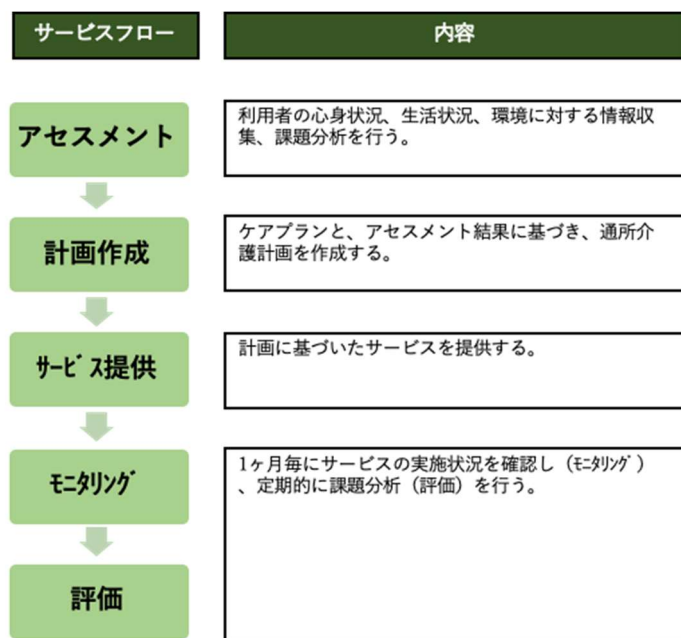 サービスフロー
内容
アセスメント
利用者の心身状況、生活状況、環境に対する情報収
集、課題分析を行う。
計画作成
ケアプランと、アセスメント結果に基づき、通所介
護計画を作成する。
ｻｰﾋﾞｽ提供
計画に基づいたサービスを提供する。
ﾓﾆﾀﾘﾝｸﾞ
1ヶ月毎にサービスの実施状況を確認し（ﾓﾆﾀﾘﾝｸﾞ）
、定期的に課題分析（評価）を行う。
評価